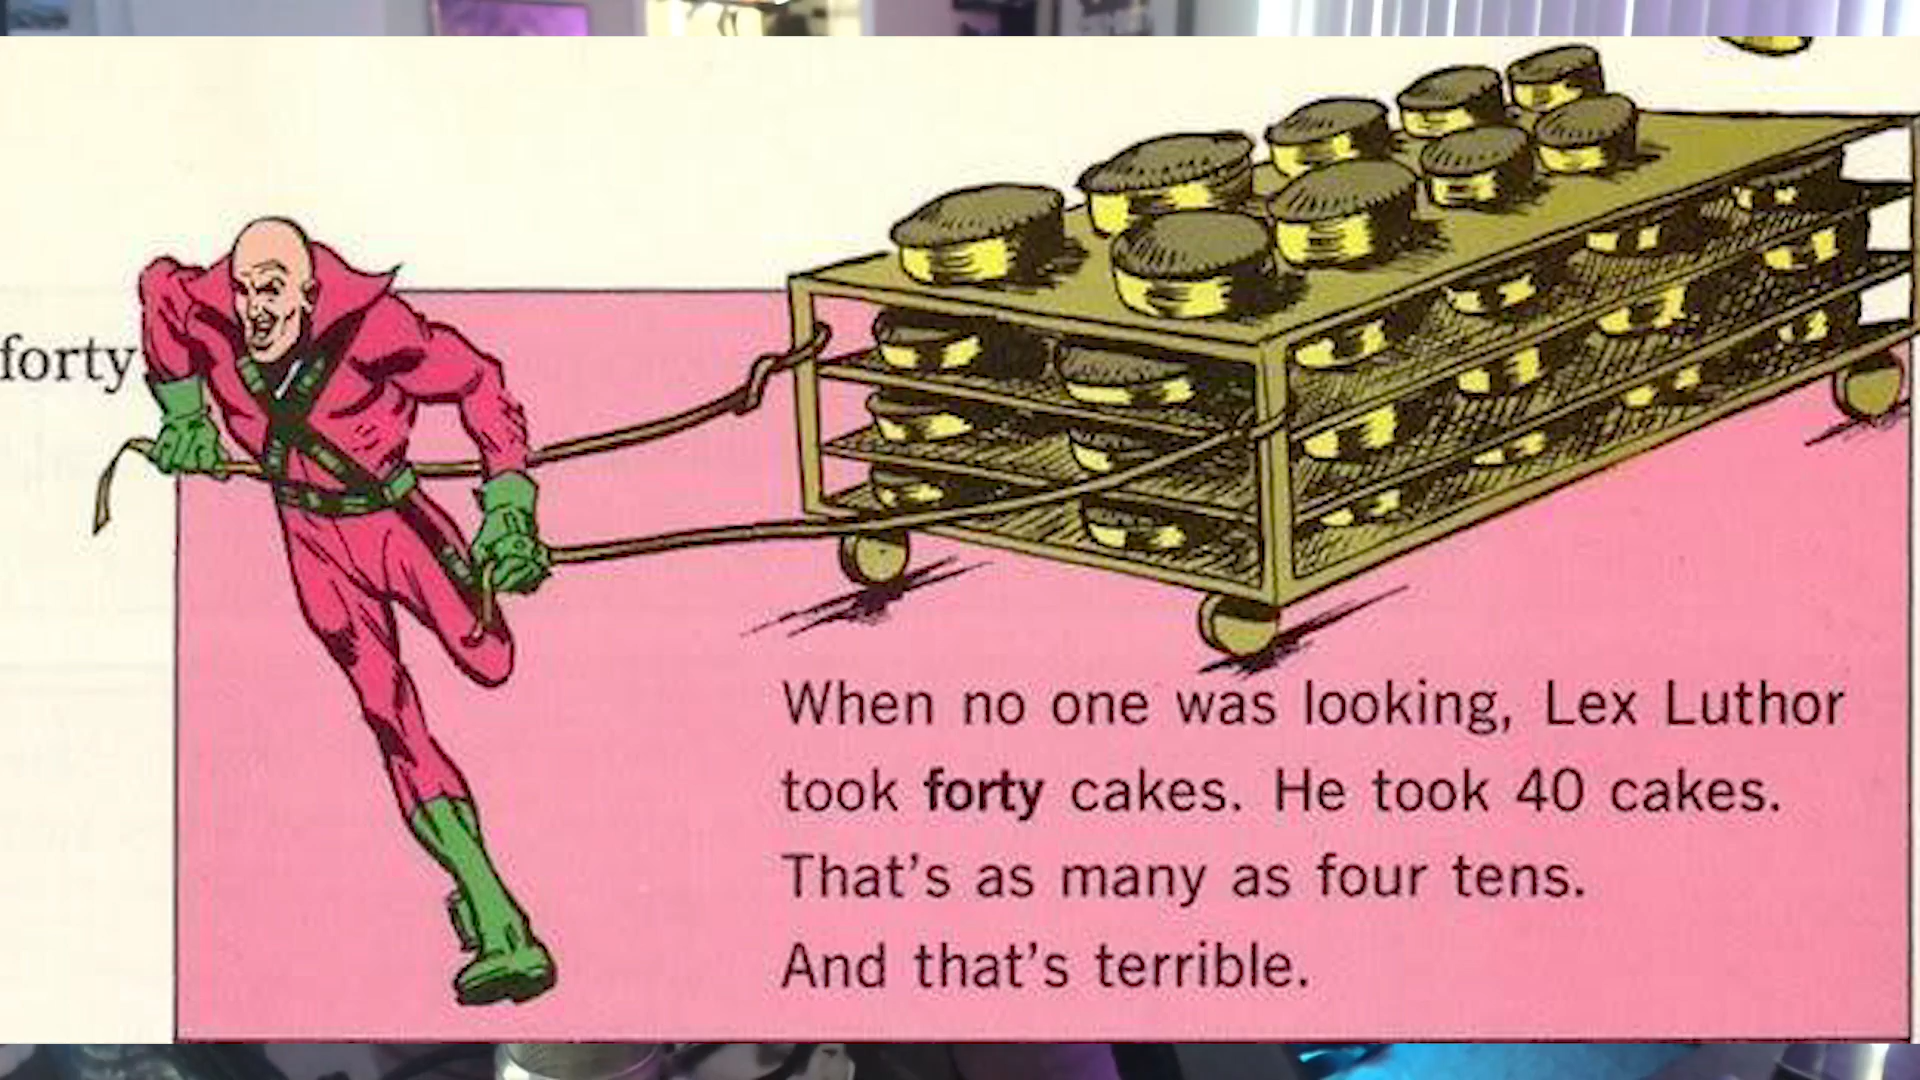 forty
When no one was looking, Lex Luthor
took forty cakes. He took 40 cakes.
That's as many as four tens.
And that's terrible.